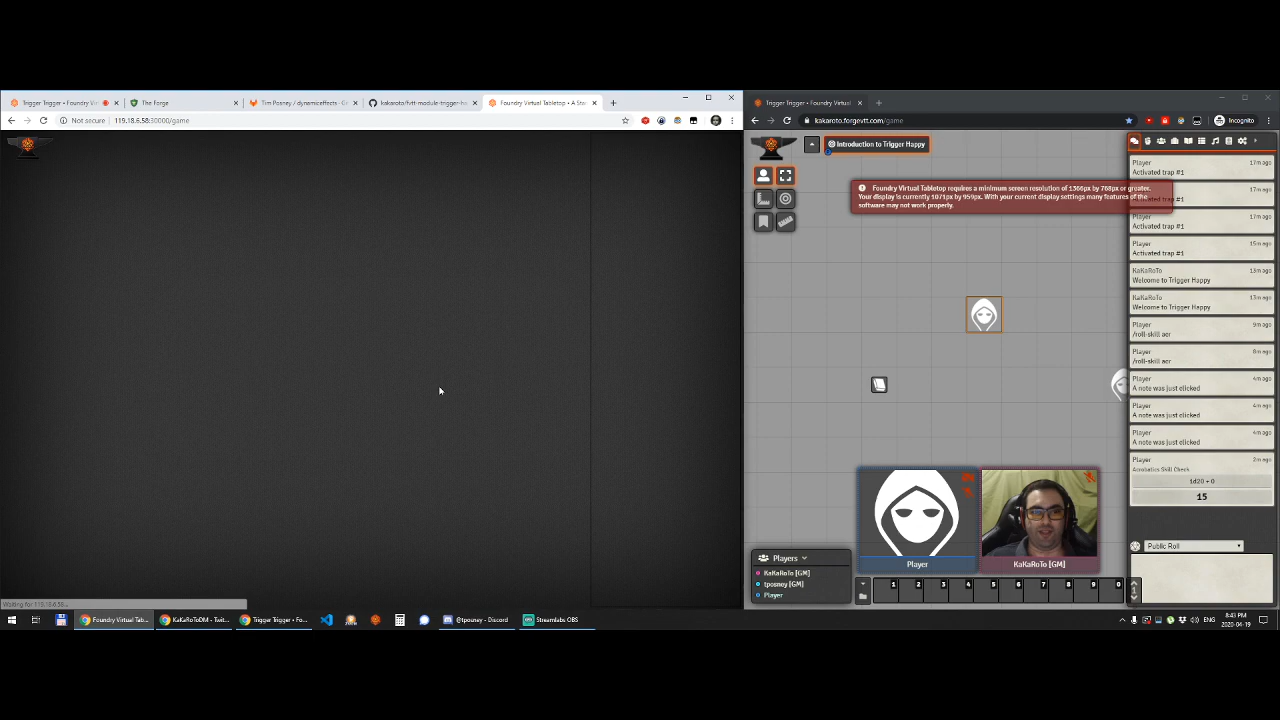 Trigger Trigger • Foundry Vi
The Forge
Tim Posney / dynamiceffects · G
kakaroto/fvtt-module-trigger-ha
Foundry Virtual Tabletop • A Sta
Not secure
119.18.6.58:30000/game
Waiting for 118.18.6.58...
Trigger Trigger • Foundry Virtual
kakaroto.forgevtt.com/game
Incognito
Introduction to Trigger Happy
Foundry Virtual Tabletop requires a minimum screen resolution of 1366px by 768px or greater.
Your display is currently 1071px by 959px. With your current display settings many features of the
software may not work properly.
Player
17m ago
Activated trap #1
17m ago
Activated trap #1
Player
17m ago
Activated trap #1
Player
15m ago
Activated trap #1
KaKaRoTo
13m ago
Welcome to Trigger Happy
KaKaRoTo
13m ago
Welcome to Trigger Happy
Player
9m ago
/roll-skill acr
Player
8m ago
/roll-skill acr
Player
4m ago
A note was just clicked
Player
4m ago
A note was just clicked
Player
4m ago
A note was just clicked
Player
2m ago
Acrobatics Skill Check
1d20 + 0
15
Public Roll
Player
KaKaRoTo [GM]
Players
KaKaRoTo [GM]
tposney [GM]
Player
1 2 3 4 5 6 7 8 9 0
Foundry Virtual Tab...
KaKaRoToDM - Twit...
Trigger Trigger • Fo...
@tposney - Discord
Streamlabs OBS
ENG
8:43 PM
2020-04-19